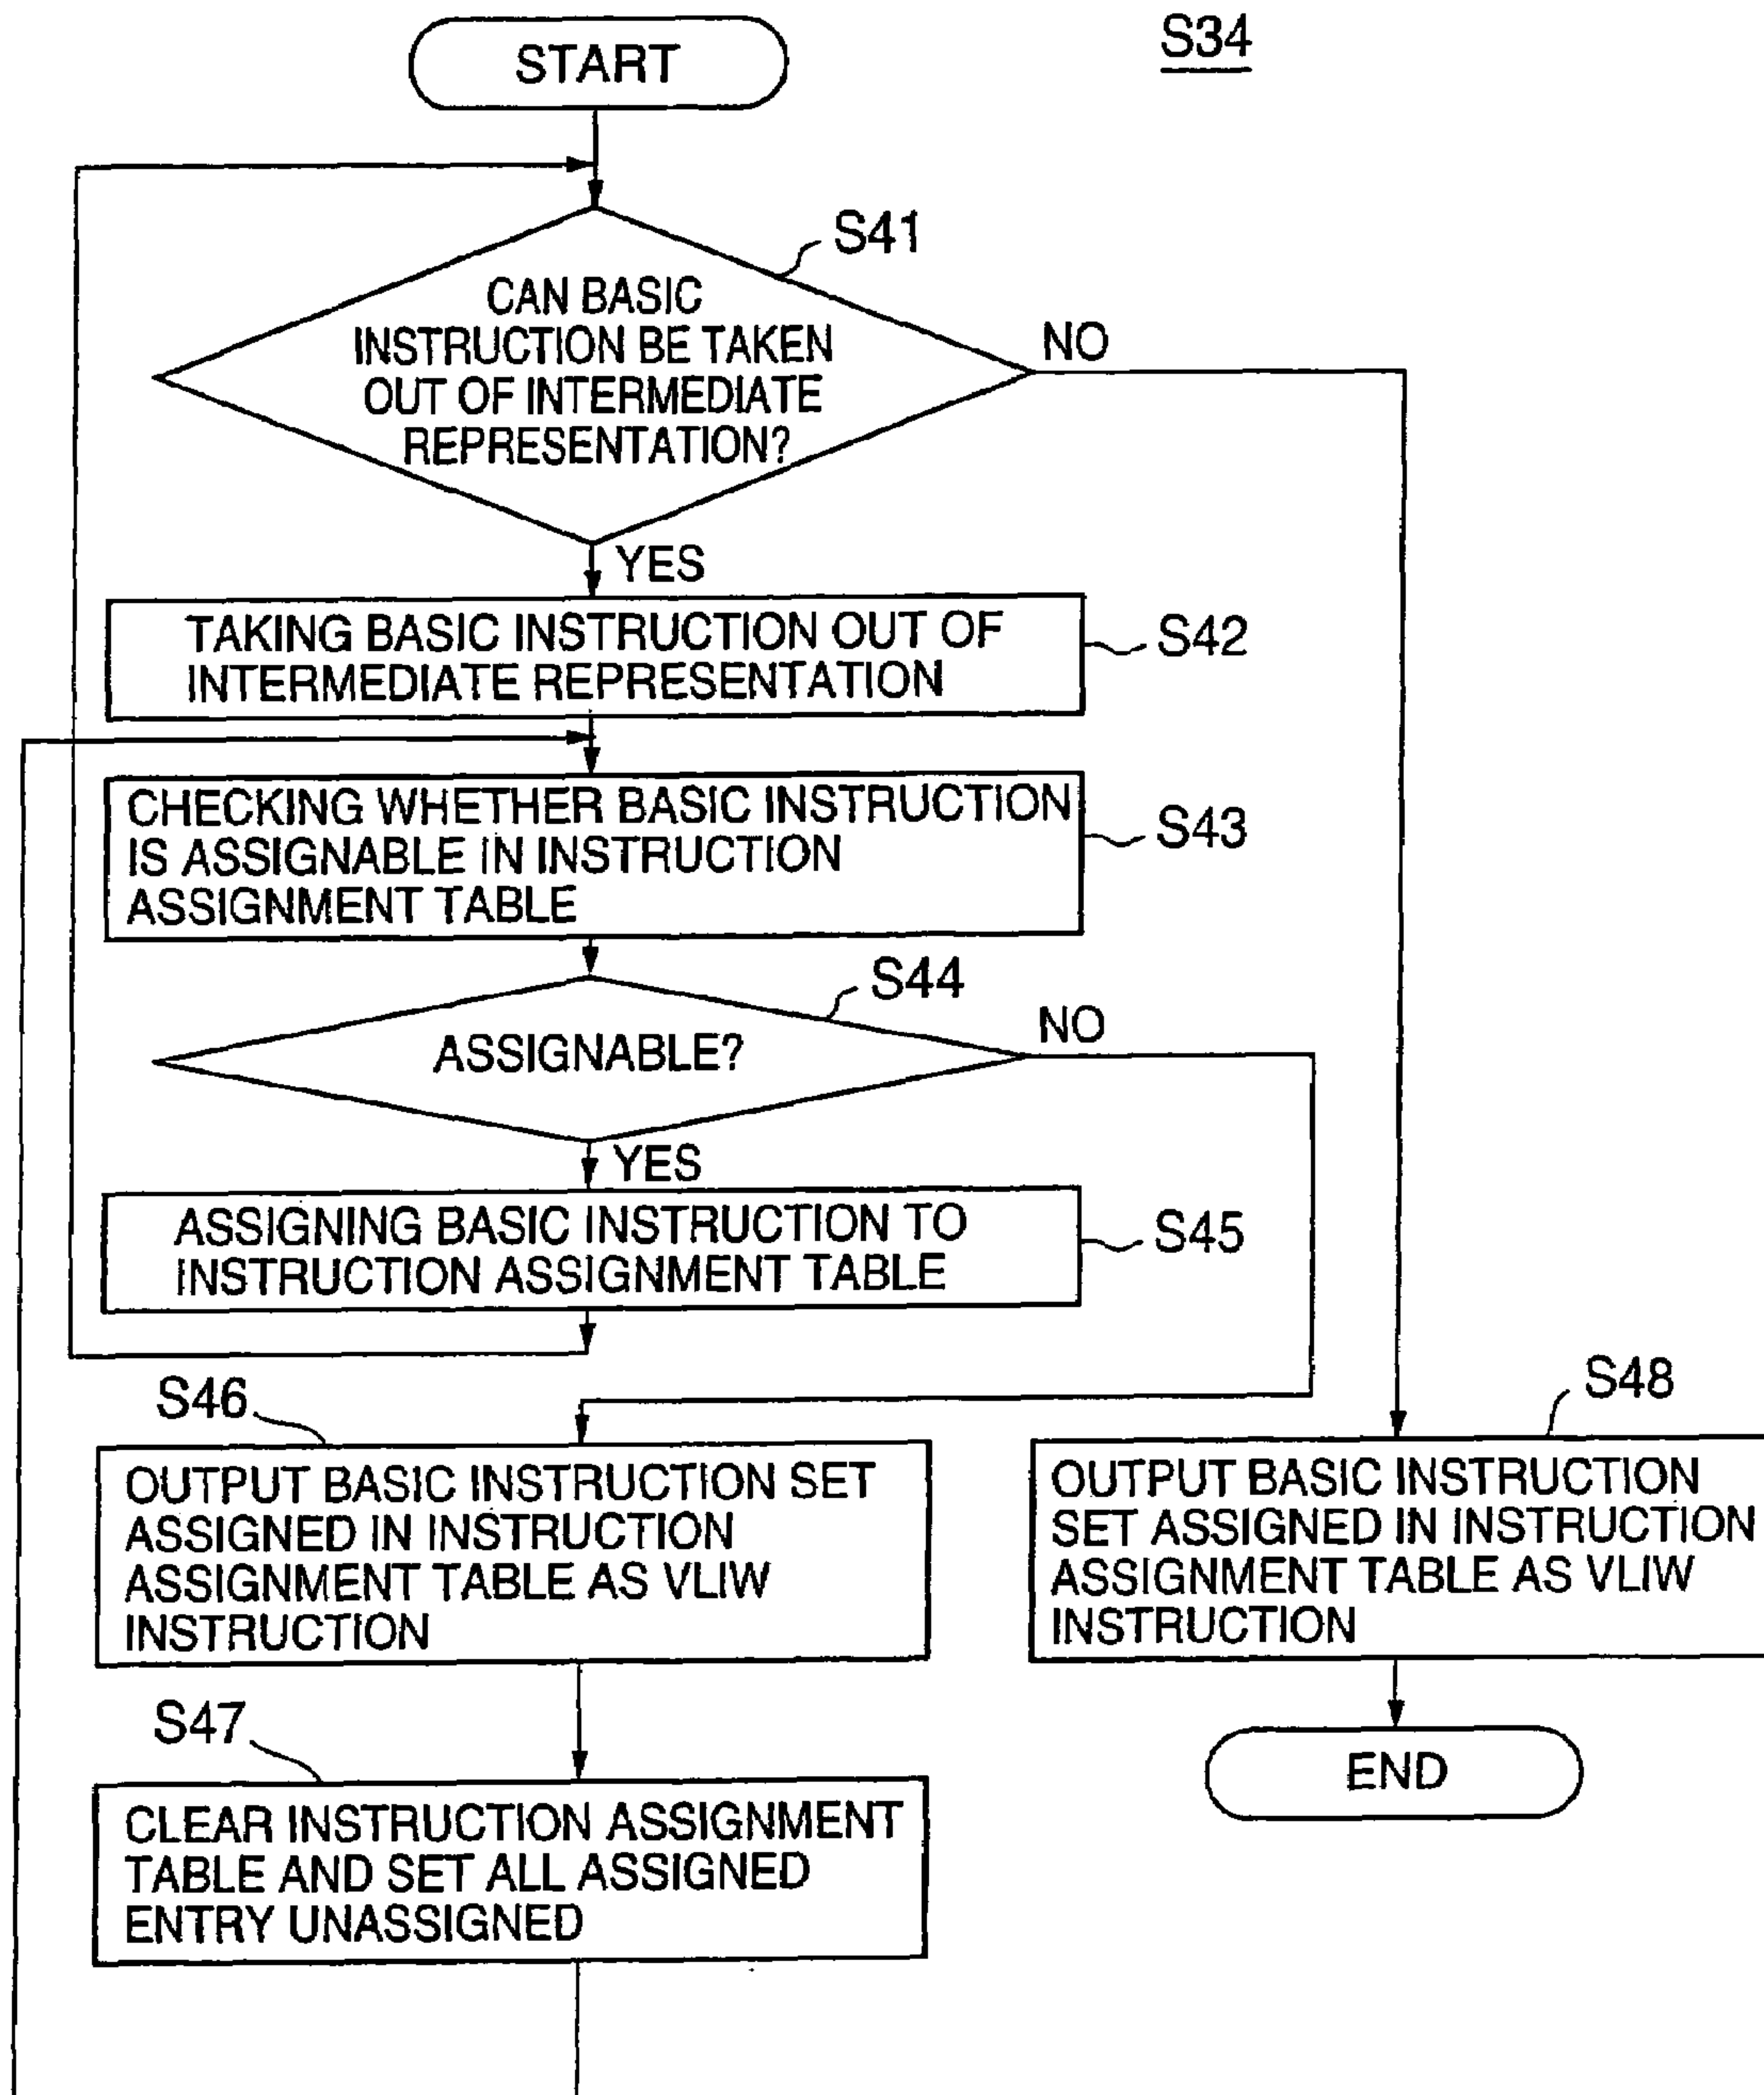 START
S34
S41
CAN BASIC
INSTRUCTION BE TAKEN
OUT OF INTERMEDIATE
REPRESENTATION?
NO
YES
TAKING BASIC INSTRUCTION OUT OF
INTERMEDIATE REPRESENTATION
S42
CHECKING WHETHER BASIC INSTRUCTION
IS ASSIGNABLE IN INSTRUCTION
ASSIGNMENT TABLE
S43
S44
ASSIGNABLE?
NO
YES
ASSIGNING BASIC INSTRUCTION TO
INSTRUCTION ASSIGNMENT TABLE
S45
S46
OUTPUT BASIC INSTRUCTION SET
ASSIGNED IN INSTRUCTION
ASSIGNMENT TABLE AS VLIW
INSTRUCTION
S48
OUTPUT BASIC INSTRUCTION
SET ASSIGNED IN INSTRUCTION
ASSIGNMENT TABLE AS VLIW
INSTRUCTION
S47
CLEAR INSTRUCTION ASSIGNMENT
TABLE AND SET ALL ASSIGNED
ENTRY UNASSIGNED
END